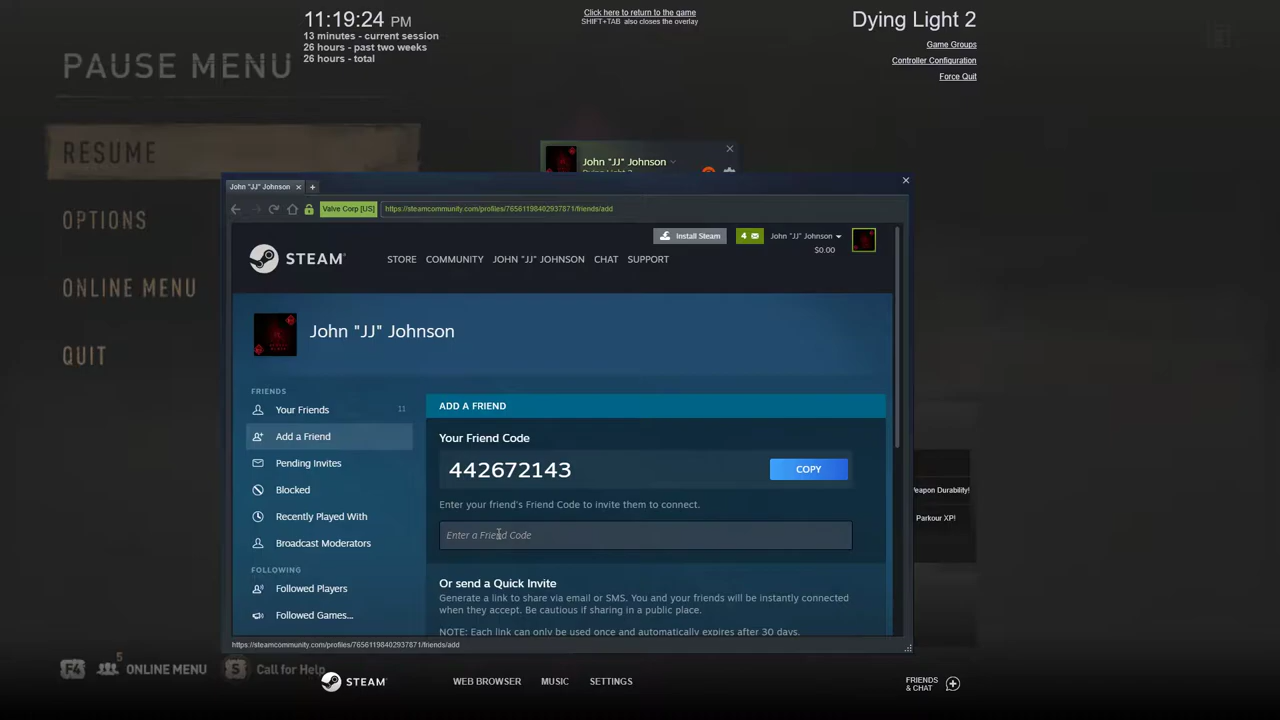 11:19:24 PM
13 minutes - current session
26 hours - past two weeks
26 hours - total
Click here to return to the game
SHIFT+TAB also closes the overlay
Dying Light 2
Game Groups
Controller Configuration
Force Quit
PAUSE MENU
RESUME
OPTIONS
ONLINE MENU
QUIT
John "JJ" Johnson
Dying Light 2
John "JJ" Johnson
Valve Corp [US]
https://steamcommunity.com/profiles/76561198402937871/friends/add
Install Steam
4
John "JJ" Johnson
$0.00
STEAM
STORE COMMUNITY JOHN "JJ" JOHNSON CHAT SUPPORT
John "JJ" Johnson
FRIENDS
Your Friends 11
Add a Friend
Pending Invites
Blocked
Recently Played With
Broadcast Moderators
FOLLOWING
Followed Players
Followed Games...
ADD A FRIEND
Your Friend Code
442672143
COPY
Enter your friend's Friend Code to invite them to connect.
Enter a Friend Code
Or send a Quick Invite
Generate a link to share via email or SMS. You and your friends will be instantly connected
when they accept. Be cautious if sharing in a public place.
NOTE: Each link can only be used once and automatically expires after 30 days.
https://steamcommunity.com/profiles/76561198402937871/friends/add
eapon Durability!
Parkour XP!
F4 5 ONLINE MENU S Call for Help
STEAM
WEB BROWSER MUSIC SETTINGS
FRIENDS
& CHAT